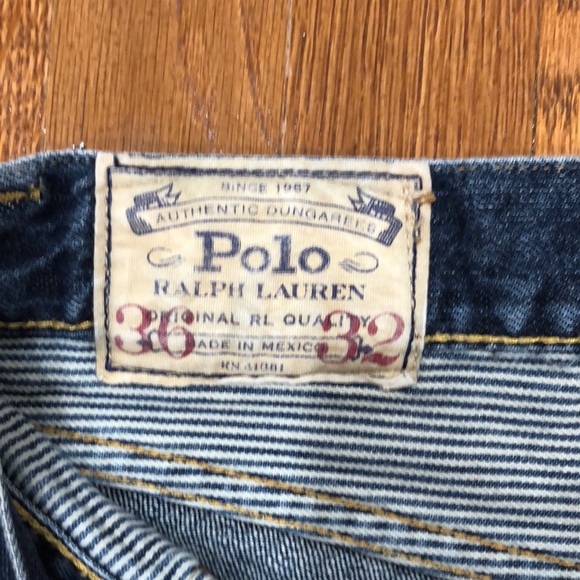 SINCE 1967
AUTHENTIC DUNGAREES
Polo
RALPH LAUREN
ORIGINAL RL QUALITY
36 32
MADE IN MEXICO
RN 41381